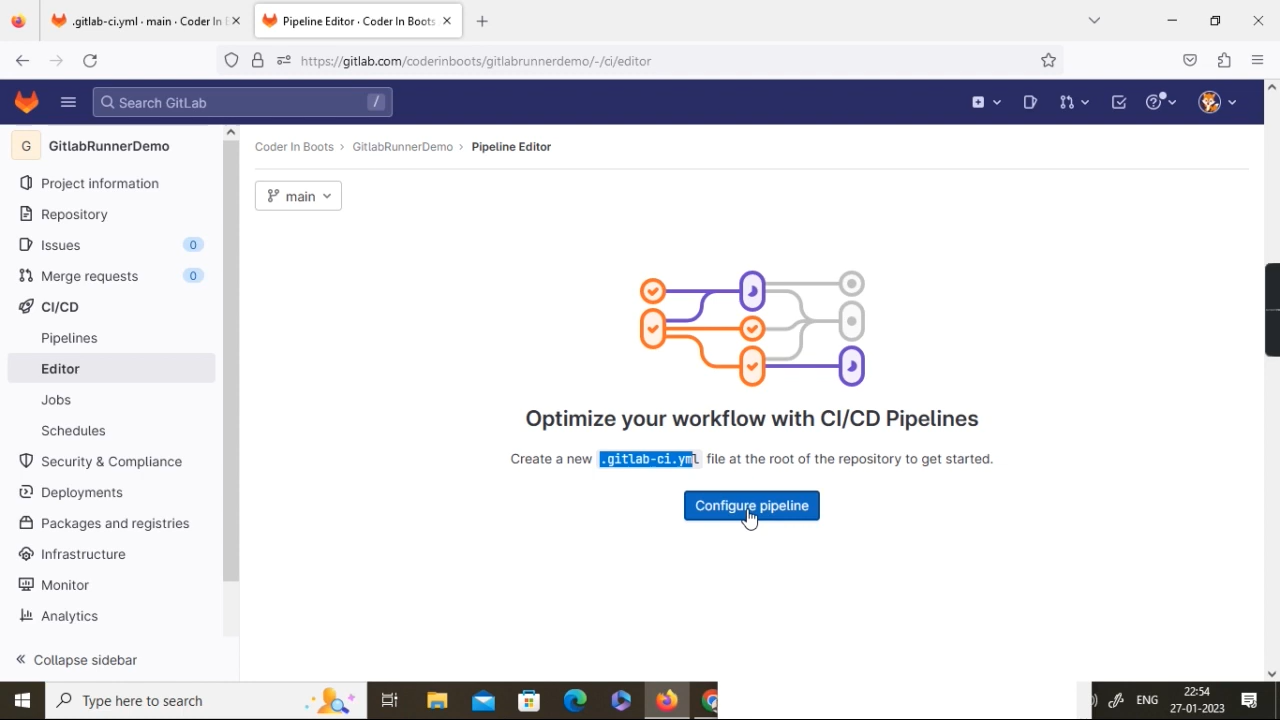 .gitlab-ci.yml · main · Coder In B
Pipeline Editor · Coder In Boots
https://gitlab.com/coderinboots/gitlabrunnerdemo/-/ci/editor
Search GitLab
/
G
GitlabRunnerDemo
Project information
Repository
Issues
0
Merge requests
0
CI/CD
Pipelines
Editor
Jobs
Schedules
Security & Compliance
Deployments
Packages and registries
Infrastructure
Monitor
Analytics
Collapse sidebar
Coder In Boots › GitlabRunnerDemo › Pipeline Editor
main
Optimize your workflow with CI/CD Pipelines
Create a new .gitlab-ci.yml file at the root of the repository to get started.
Configure pipeline
Type here to search
ENG
22:54
27-01-2023